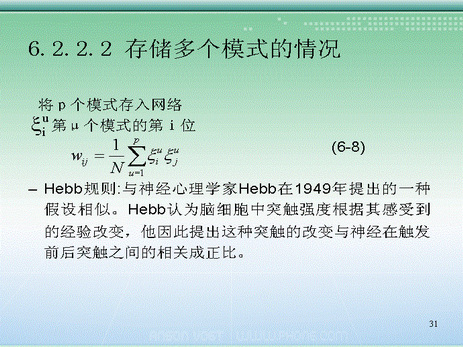 6.2.2.2 存储多个模式的情况
将p个模式存入网络
ξ_i^u 第μ个模式的第i位
w_{ij} = \frac{1}{N} \sum_{u=1}^{p} ξ_i^u ξ_j^u (6-8)
– Hebb规则:与神经心理学家Hebb在1949年提出的一种
假设相似。Hebb认为脑细胞中突触强度根据其感受到
的经验改变，他因此提出这种突触的改变与神经在触发
前后突触之间的相关成正比。
31